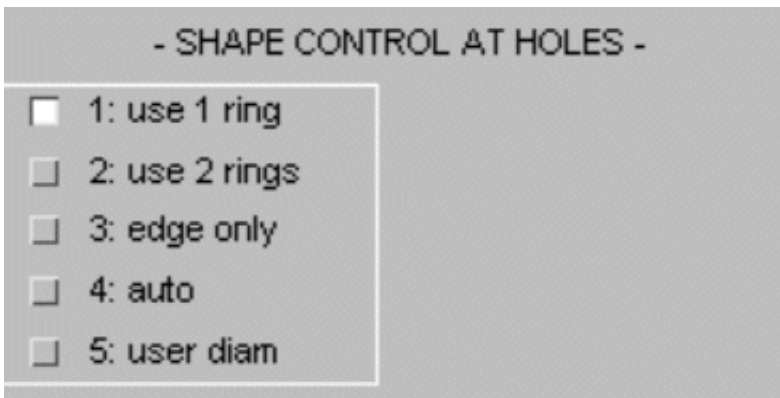 - SHAPE CONTROL AT HOLES -
1: use 1 ring
2: use 2 rings
3: edge only
4: auto
5: user diam